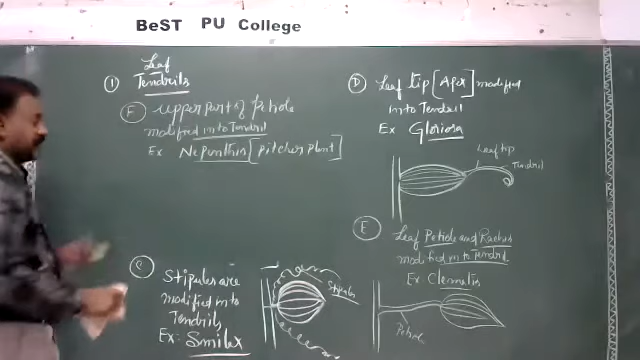 BeST PU College
① Leaf
Tendrils
Ⓕ Upper part of Petiole
modified into Tendril
Ex Nepenthis [pitcher plant]
Ⓒ Stipules are
modified into
Tendrils
Ex: Smilax
Stipules
Ⓓ Leaf tip [Apex] modified
into Tendril
Ex Gloriosa
Leaf tip
Tendril
Ⓔ Leaf Petiole and Rachis
modified into Tendril
Ex Clematis
Petiole